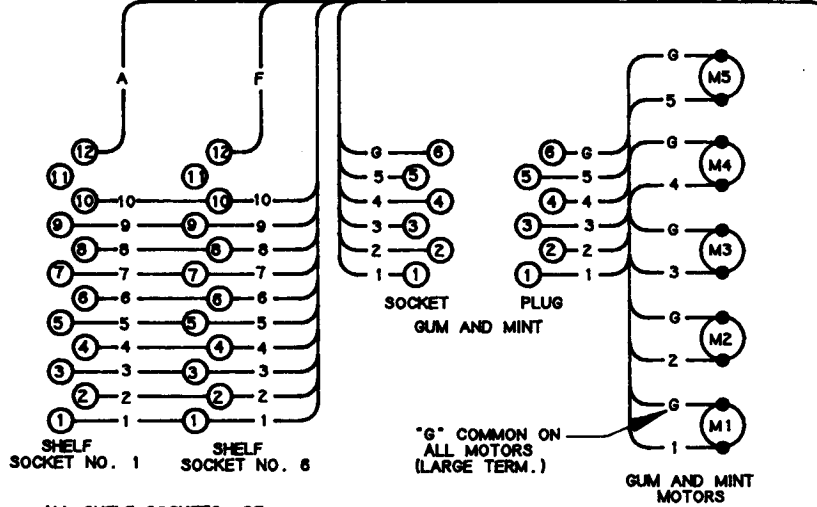 A
F
12 12 G 6 6 G
11 11 5 5 5 5
10 10 10 10 4 4 4 4
9 9 9 9 3 3 3 3
8 8 8 8 2 2 2 2
7 7 7 7 1 1 1 1
6 6 6 6
5 5 5 5
4 4 4 4
3 3 3 3
2 2 2 2
1 1 1 1
SHELF
SOCKET NO. 1
SHELF
SOCKET NO. 6
SOCKET PLUG
GUM AND MINT
G
M5
5
G
M4
4
G
M3
3
G
M2
2
G
M1
1
"G" COMMON ON
ALL MOTORS
(LARGE TERM.)
GUM AND MINT
MOTORS